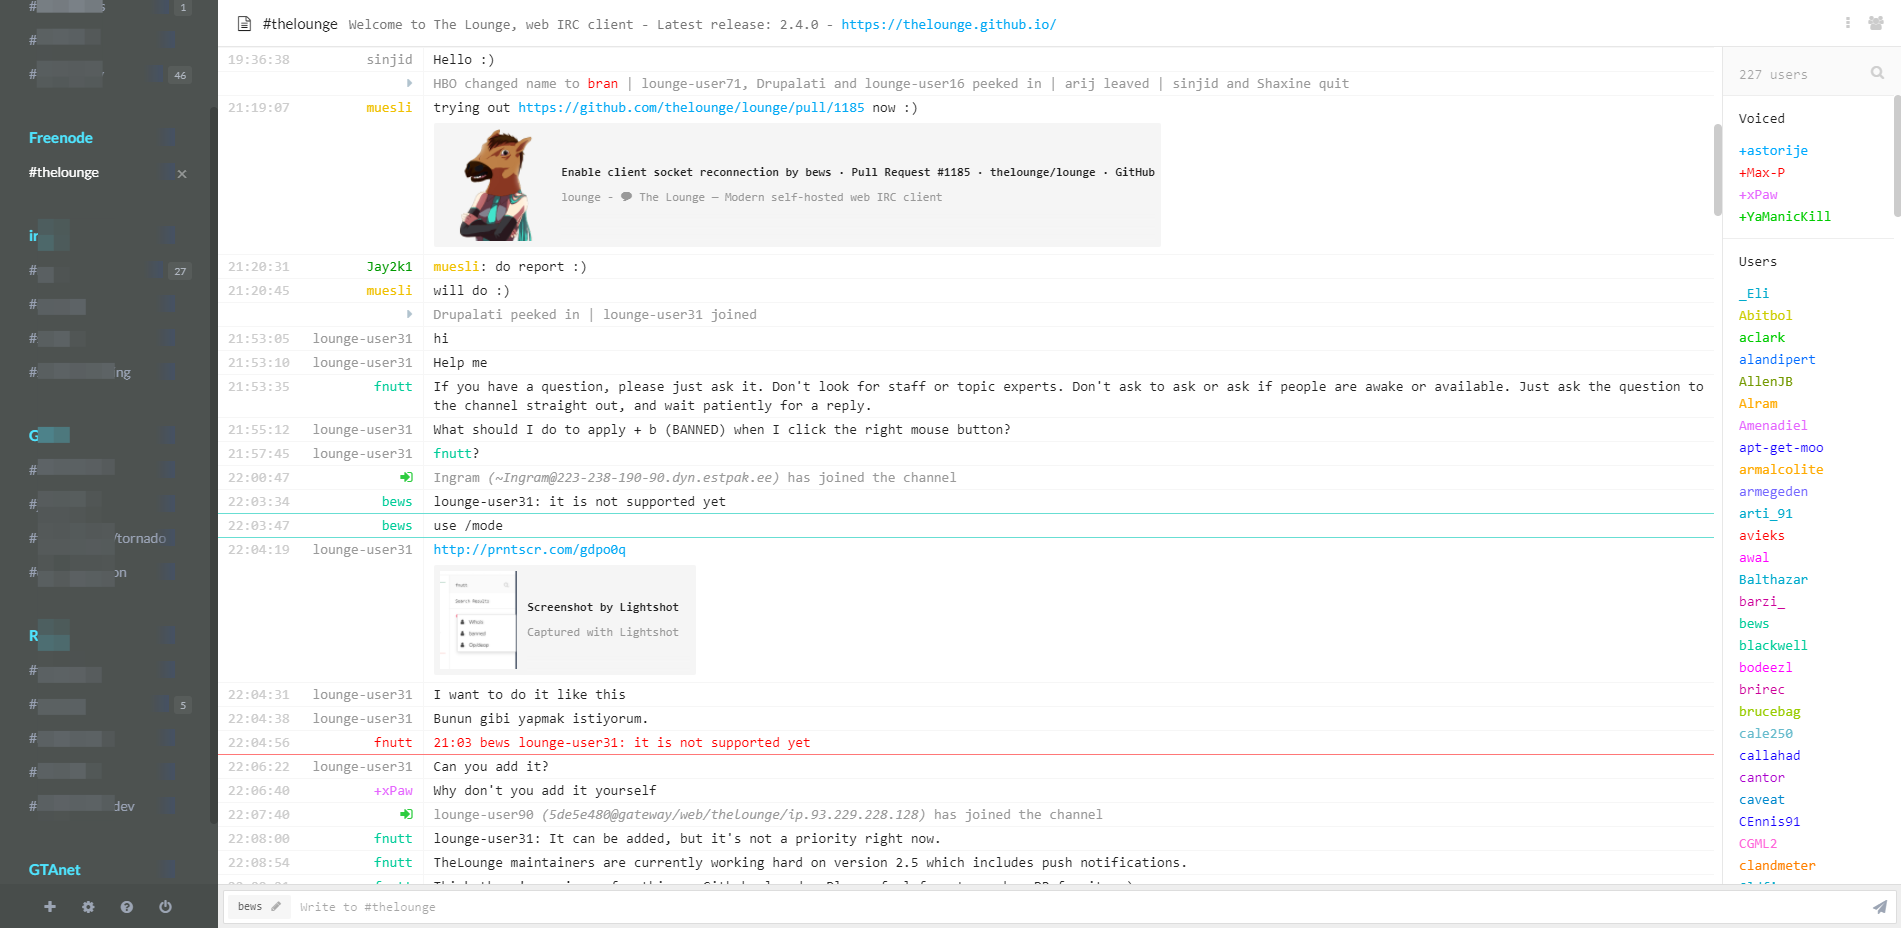 1
#
#
# 46
Freenode
#thelounge
#
# 27
#
#
# ng
G
#
#
# /tornado
# on
R
#
# 5
#
#
# dev
GTAnet
#thelounge Welcome to The Lounge, web IRC client - Latest release: 2.4.0 - https://thelounge.github.io/
19:36:38 sinjid Hello :)
HBO changed name to bran | lounge-user71, Drupalati and lounge-user16 peeked in | arij leaved | sinjid and Shaxine quit
21:19:07 muesli trying out https://github.com/thelounge/lounge/pull/1185 now :)
Enable client socket reconnection by bews · Pull Request #1185 · thelounge/lounge · GitHub
lounge - The Lounge — Modern self-hosted web IRC client
21:20:31 Jay2k1 muesli: do report :)
21:20:45 muesli will do :)
Drupalati peeked in | lounge-user31 joined
21:53:05 lounge-user31 hi
21:53:10 lounge-user31 Help me
21:53:35 fnutt If you have a question, please just ask it. Don't look for staff or topic experts. Don't ask to ask or ask if people are awake or available. Just ask the question to
the channel straight out, and wait patiently for a reply.
21:55:12 lounge-user31 What should I do to apply + b (BANNED) when I click the right mouse button?
21:57:45 lounge-user31 fnutt?
22:00:47 Ingram (~Ingram@223-238-190-90.dyn.estpak.ee) has joined the channel
22:03:34 bews lounge-user31: it is not supported yet
22:03:47 bews use /mode
22:04:19 lounge-user31 http://prntscr.com/gdpo0q
fnutt
Search Results
Whois
banned
Screenshot by Lightshot
Captured with Lightshot
22:04:31 lounge-user31 I want to do it like this
22:04:38 lounge-user31 Bunun gibi yapmak istiyorum.
22:04:56 fnutt 21:03 bews lounge-user31: it is not supported yet
22:06:22 lounge-user31 Can you add it?
22:06:40 +xPaw Why don't you add it yourself
22:07:40 lounge-user90 (5de5e480@gateway/web/thelounge/ip.93.229.228.128) has joined the channel
22:08:00 fnutt lounge-user31: It can be added, but it's not a priority right now.
22:08:54 fnutt TheLounge maintainers are currently working hard on version 2.5 which includes push notifications.
bews Write to #thelounge
227 users
Voiced
+astorije
+Max-P
+xPaw
+YaManicKill
Users
_Eli
Abitbol
aclark
alandipert
AllenJB
Alram
Amenadiel
apt-get-moo
armalcolite
armegeden
arti_91
avieks
awal
Balthazar
barzi_
bews
blackwell
bodeezl
brirec
brucebag
cale250
callahad
cantor
caveat
CEnnis91
CGML2
clandmeter